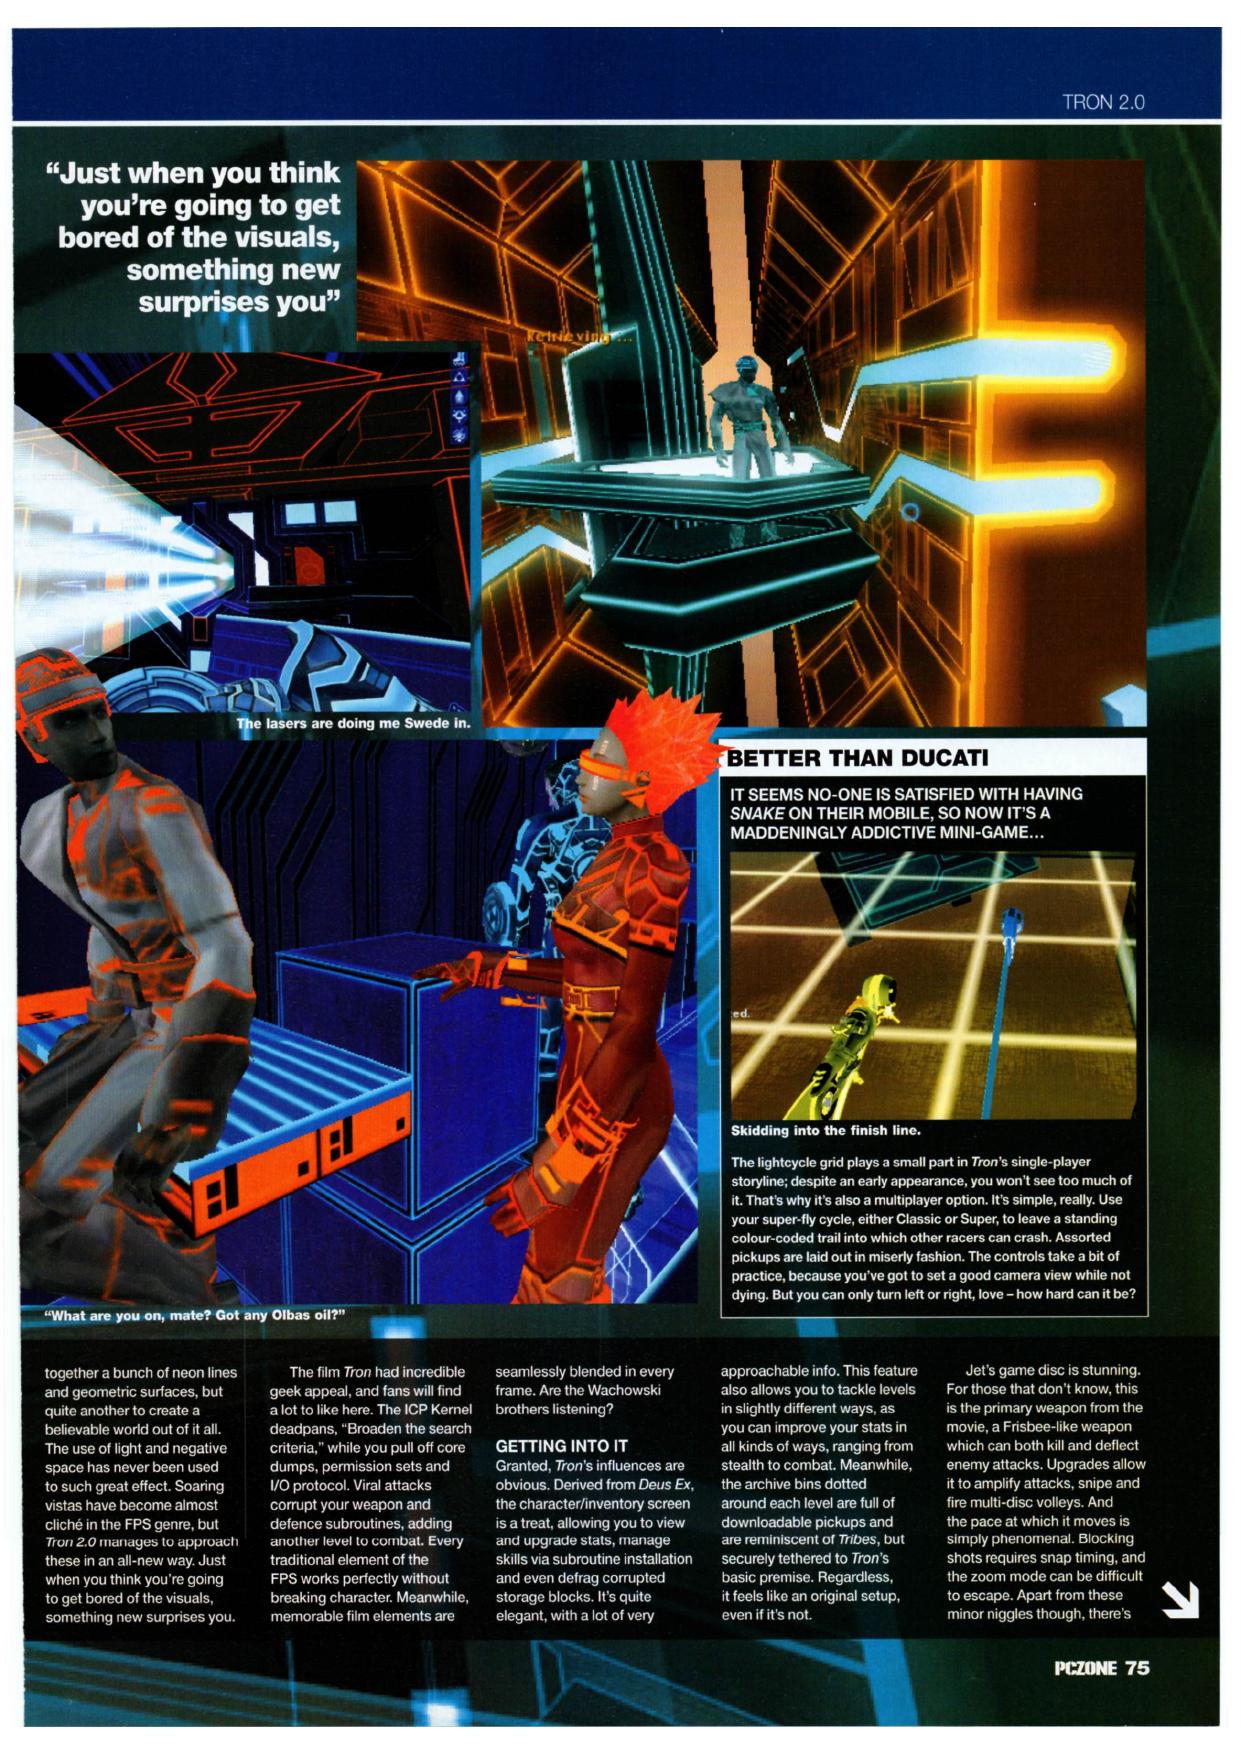 TRON 2.0
“Just when you think
you’re going to get
bored of the visuals,
something new
surprises you”
Retrieving ...
The lasers are doing me Swede in.
BETTER THAN DUCATI
IT SEEMS NO-ONE IS SATISFIED WITH HAVING
SNAKE ON THEIR MOBILE, SO NOW IT’S A
MADDENINGLY ADDICTIVE MINI-GAME…
ed.
Skidding into the finish line.
The lightcycle grid plays a small part in Tron’s single-player
storyline; despite an early appearance, you won’t see too much of
it. That’s why it’s also a multiplayer option. It’s simple, really. Use
your super-fly cycle, either Classic or Super, to leave a standing
colour-coded trail into which other racers can crash. Assorted
pickups are laid out in miserly fashion. The controls take a bit of
practice, because you’ve got to set a good camera view while not
dying. But you can only turn left or right, love – how hard can it be?
“What are you on, mate? Got any Olbas oil?”
together a bunch of neon lines
and geometric surfaces, but
quite another to create a
believable world out of it all.
The use of light and negative
space has never been used
to such great effect. Soaring
vistas have become almost
cliché in the FPS genre, but
Tron 2.0 manages to approach
these in an all-new way. Just
when you think you’re going
to get bored of the visuals,
something new surprises you.
The film Tron had incredible
geek appeal, and fans will find
a lot to like here. The ICP Kernel
deadpans, “Broaden the search
criteria,” while you pull off core
dumps, permission sets and
I/O protocol. Viral attacks
corrupt your weapon and
defence subroutines, adding
another level to combat. Every
traditional element of the
FPS works perfectly without
breaking character. Meanwhile,
memorable film elements are
seamlessly blended in every
frame. Are the Wachowski
brothers listening?
GETTING INTO IT
Granted, Tron’s influences are
obvious. Derived from Deus Ex,
the character/inventory screen
is a treat, allowing you to view
and upgrade stats, manage
skills via subroutine installation
and even defrag corrupted
storage blocks. It’s quite
elegant, with a lot of very
approachable info. This feature
also allows you to tackle levels
in slightly different ways, as
you can improve your stats in
all kinds of ways, ranging from
stealth to combat. Meanwhile,
the archive bins dotted
around each level are full of
downloadable pickups and
are reminiscent of Tribes, but
securely tethered to Tron’s
basic premise. Regardless,
it feels like an original setup,
even if it’s not.
Jet’s game disc is stunning.
For those that don’t know, this
is the primary weapon from the
movie, a Frisbee-like weapon
which can both kill and deflect
enemy attacks. Upgrades allow
it to amplify attacks, snipe and
fire multi-disc volleys. And
the pace at which it moves is
simply phenomenal. Blocking
shots requires snap timing, and
the zoom mode can be difficult
to escape. Apart from these
minor niggles though, there’s
PCZONE 75